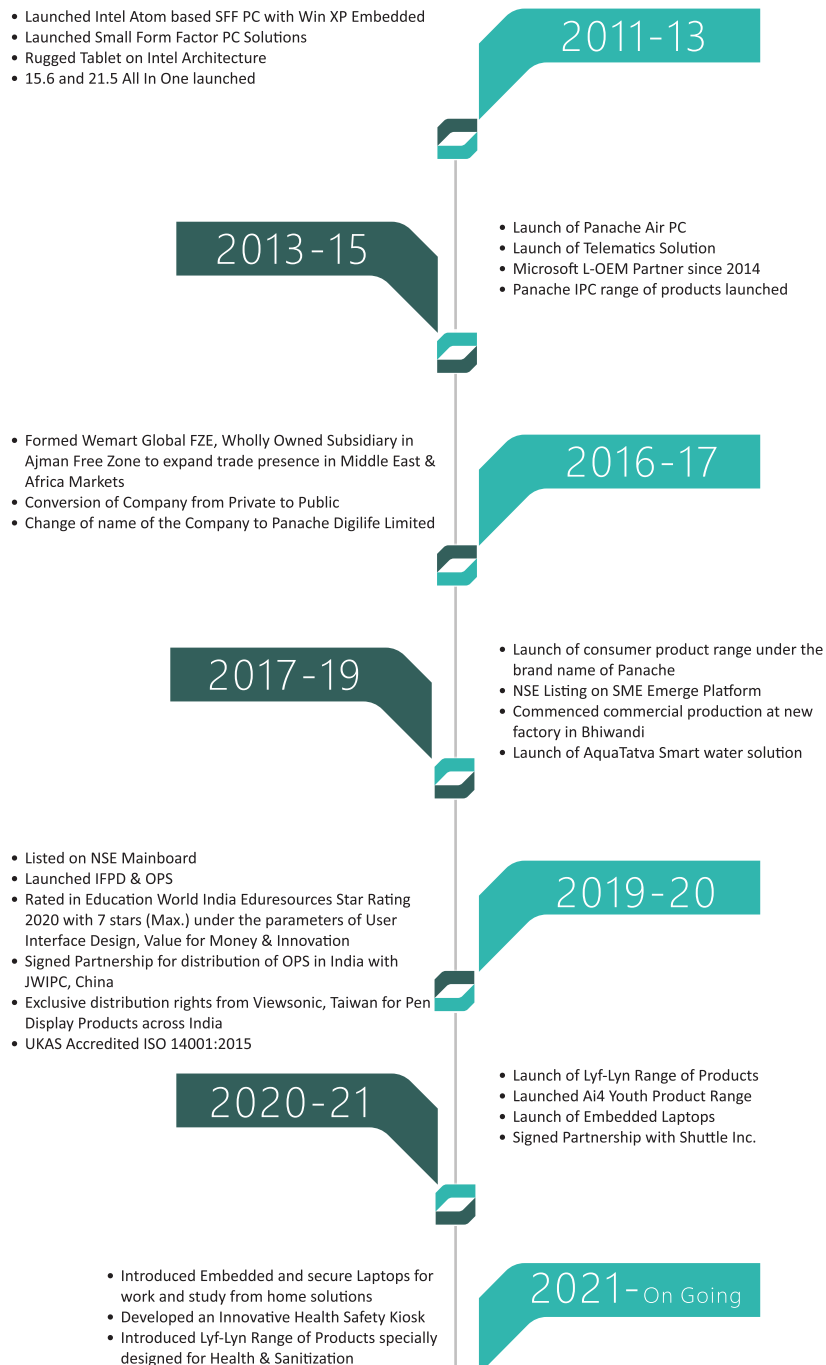 2011-13
• Launched Intel Atom based SFF PC with Win XP Embedded
• Launched Small Form Factor PC Solutions
• Rugged Tablet on Intel Architecture
• 15.6 and 21.5 All In One launched
2013-15
• Launch of Panache Air PC
• Launch of Telematics Solution
• Microsoft L-OEM Partner since 2014
• Panache IPC range of products launched
2016-17
• Formed Wemart Global FZE, Wholly Owned Subsidiary in
Ajman Free Zone to expand trade presence in Middle East &
Africa Markets
• Conversion of Company from Private to Public
• Change of name of the Company to Panache Digilife Limited
2017-19
• Launch of consumer product range under the
brand name of Panache
• NSE Listing on SME Emerge Platform
• Commenced commercial production at new
factory in Bhiwandi
• Launch of AquaTatva Smart water solution
2019-20
• Listed on NSE Mainboard
• Launched IFPD & OPS
• Rated in Education World India Eduresources Star Rating
2020 with 7 stars (Max.) under the parameters of User
Interface Design, Value for Money & Innovation
• Signed Partnership for distribution of OPS in India with
JWIPC, China
• Exclusive distribution rights from Viewsonic, Taiwan for Pen
Display Products across India
• UKAS Accredited ISO 14001:2015
2020-21
• Launch of Lyf-Lyn Range of Products
• Launched Ai4 Youth Product Range
• Launch of Embedded Laptops
• Signed Partnership with Shuttle Inc.
2021- On Going
• Introduced Embedded and secure Laptops for
work and study from home solutions
• Developed an Innovative Health Safety Kiosk
• Introduced Lyf-Lyn Range of Products specially
designed for Health & Sanitization